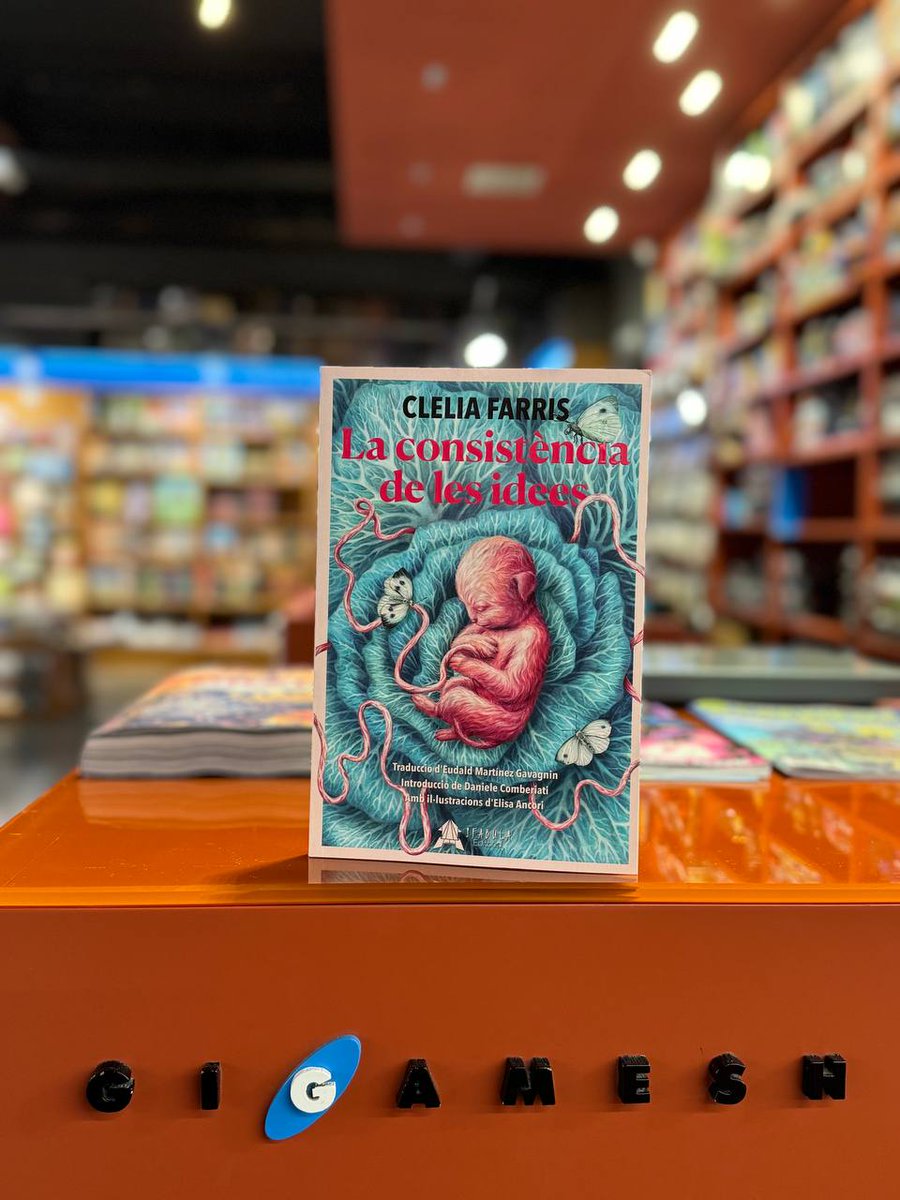 CLELIA FARRIS
La consistència
de les idees
Traducció d'Eudald Martínez Gavagnin
Introducció de Daniele Comberiati
Amb il·lustracions d'Elisa Ancori
IFABULA
GIGAMESH